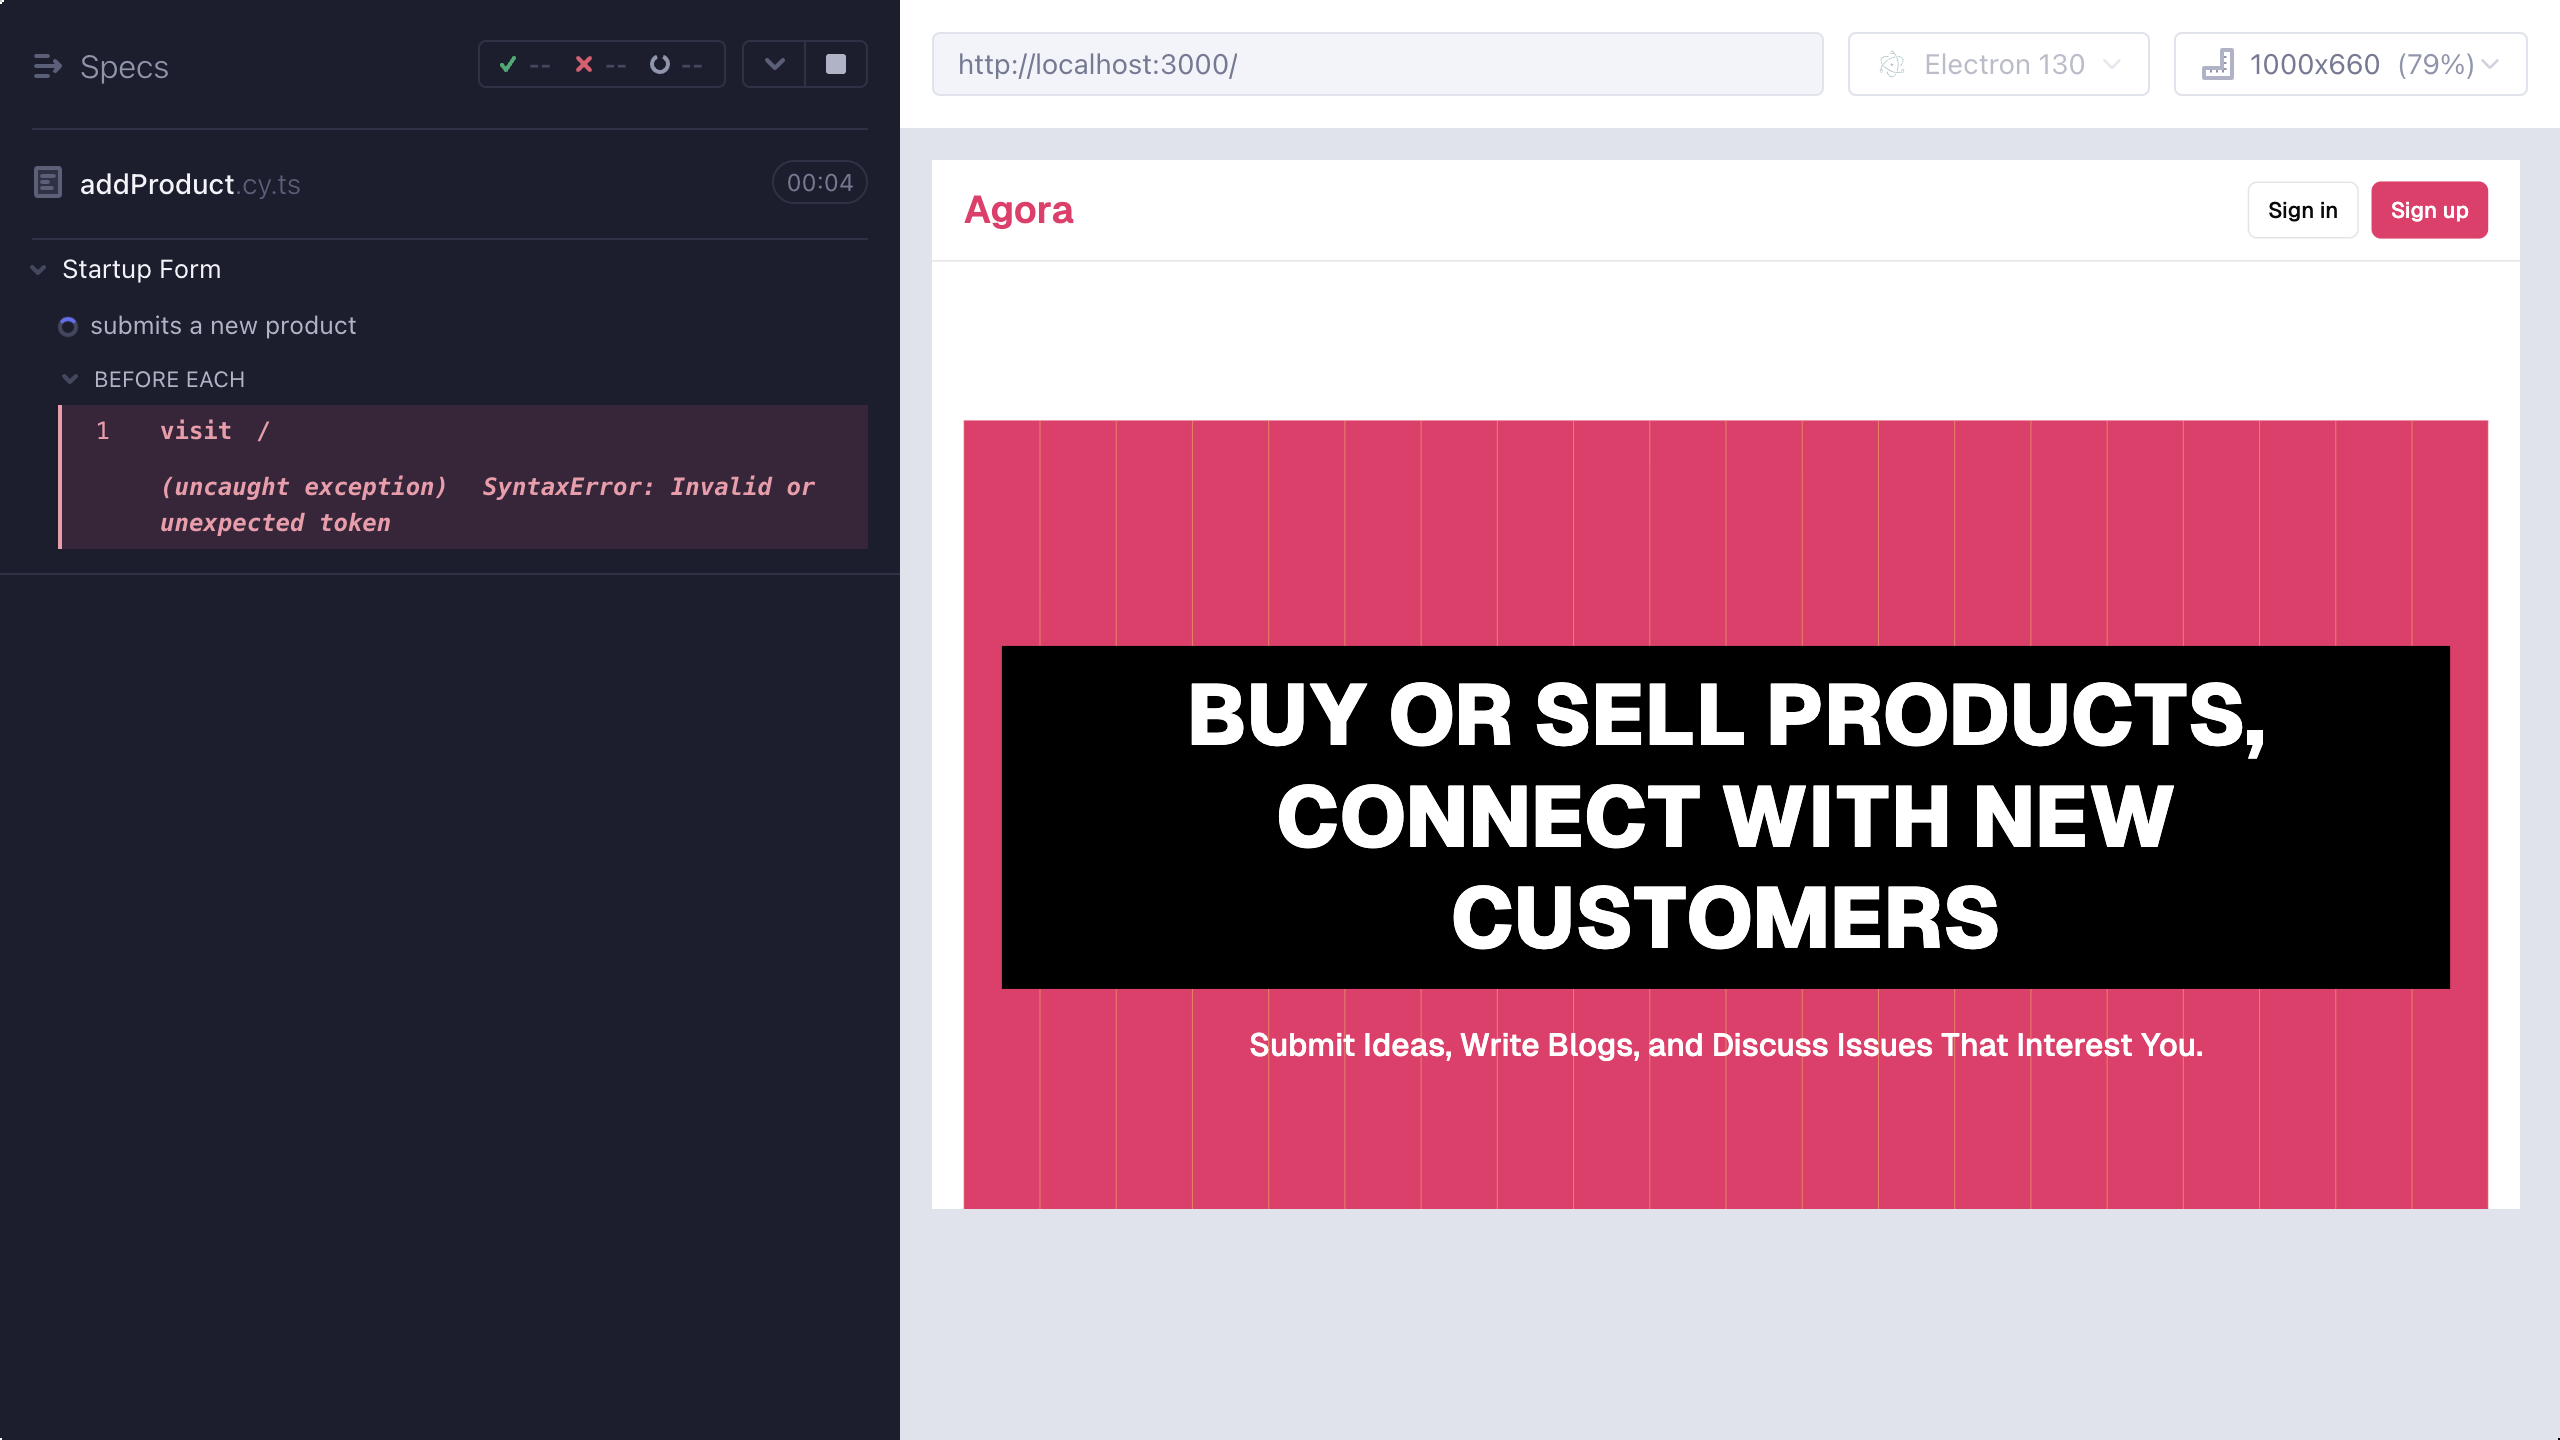 Specs
-- -- --
addProduct.cy.ts
00:04
Startup Form
submits a new product
BEFORE EACH
1 visit /
(uncaught exception) SyntaxError: Invalid or
unexpected token
http://localhost:3000/
Electron 130
1000x660 (79%)
Agora
Sign in
Sign up
BUY OR SELL PRODUCTS,
CONNECT WITH NEW
CUSTOMERS
Submit Ideas, Write Blogs, and Discuss Issues That Interest You.